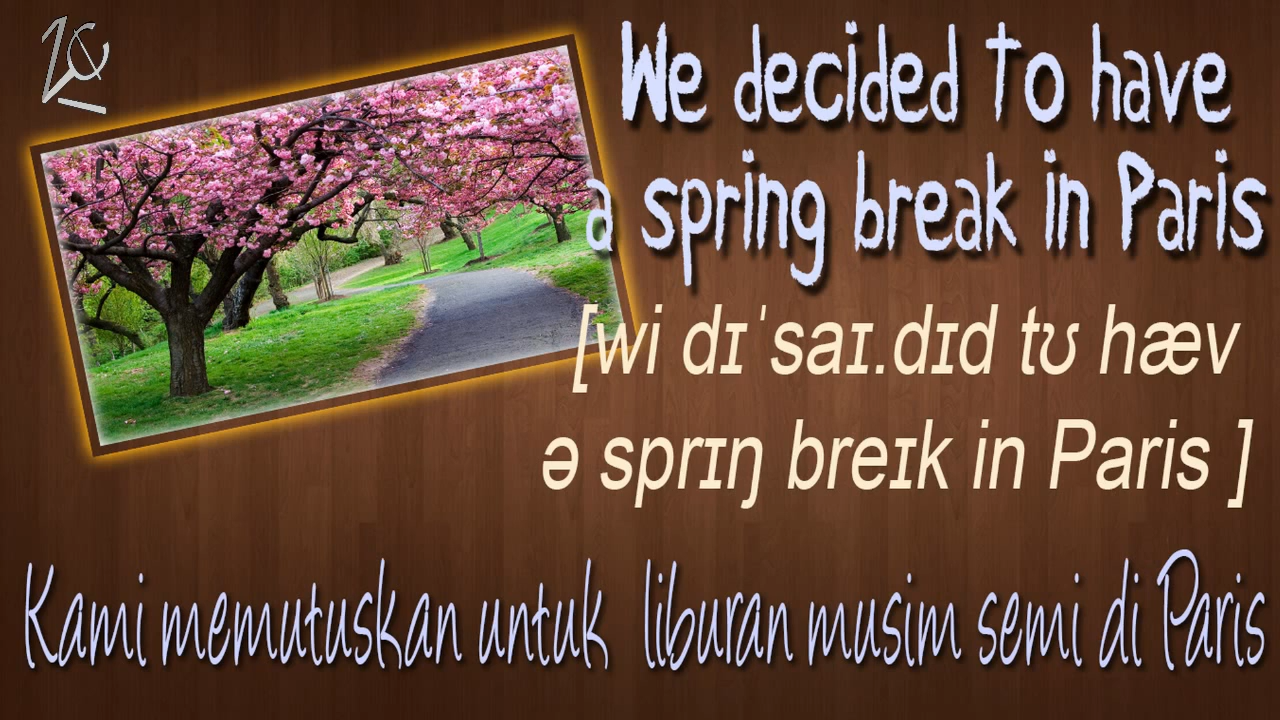 We decided to have
a spring break in Paris
[wi dɪˈsaɪ.dɪd tʊ hæv
ə sprɪŋ breɪk in Paris ]
Kami memutuskan untuk liburan musim semi di Paris